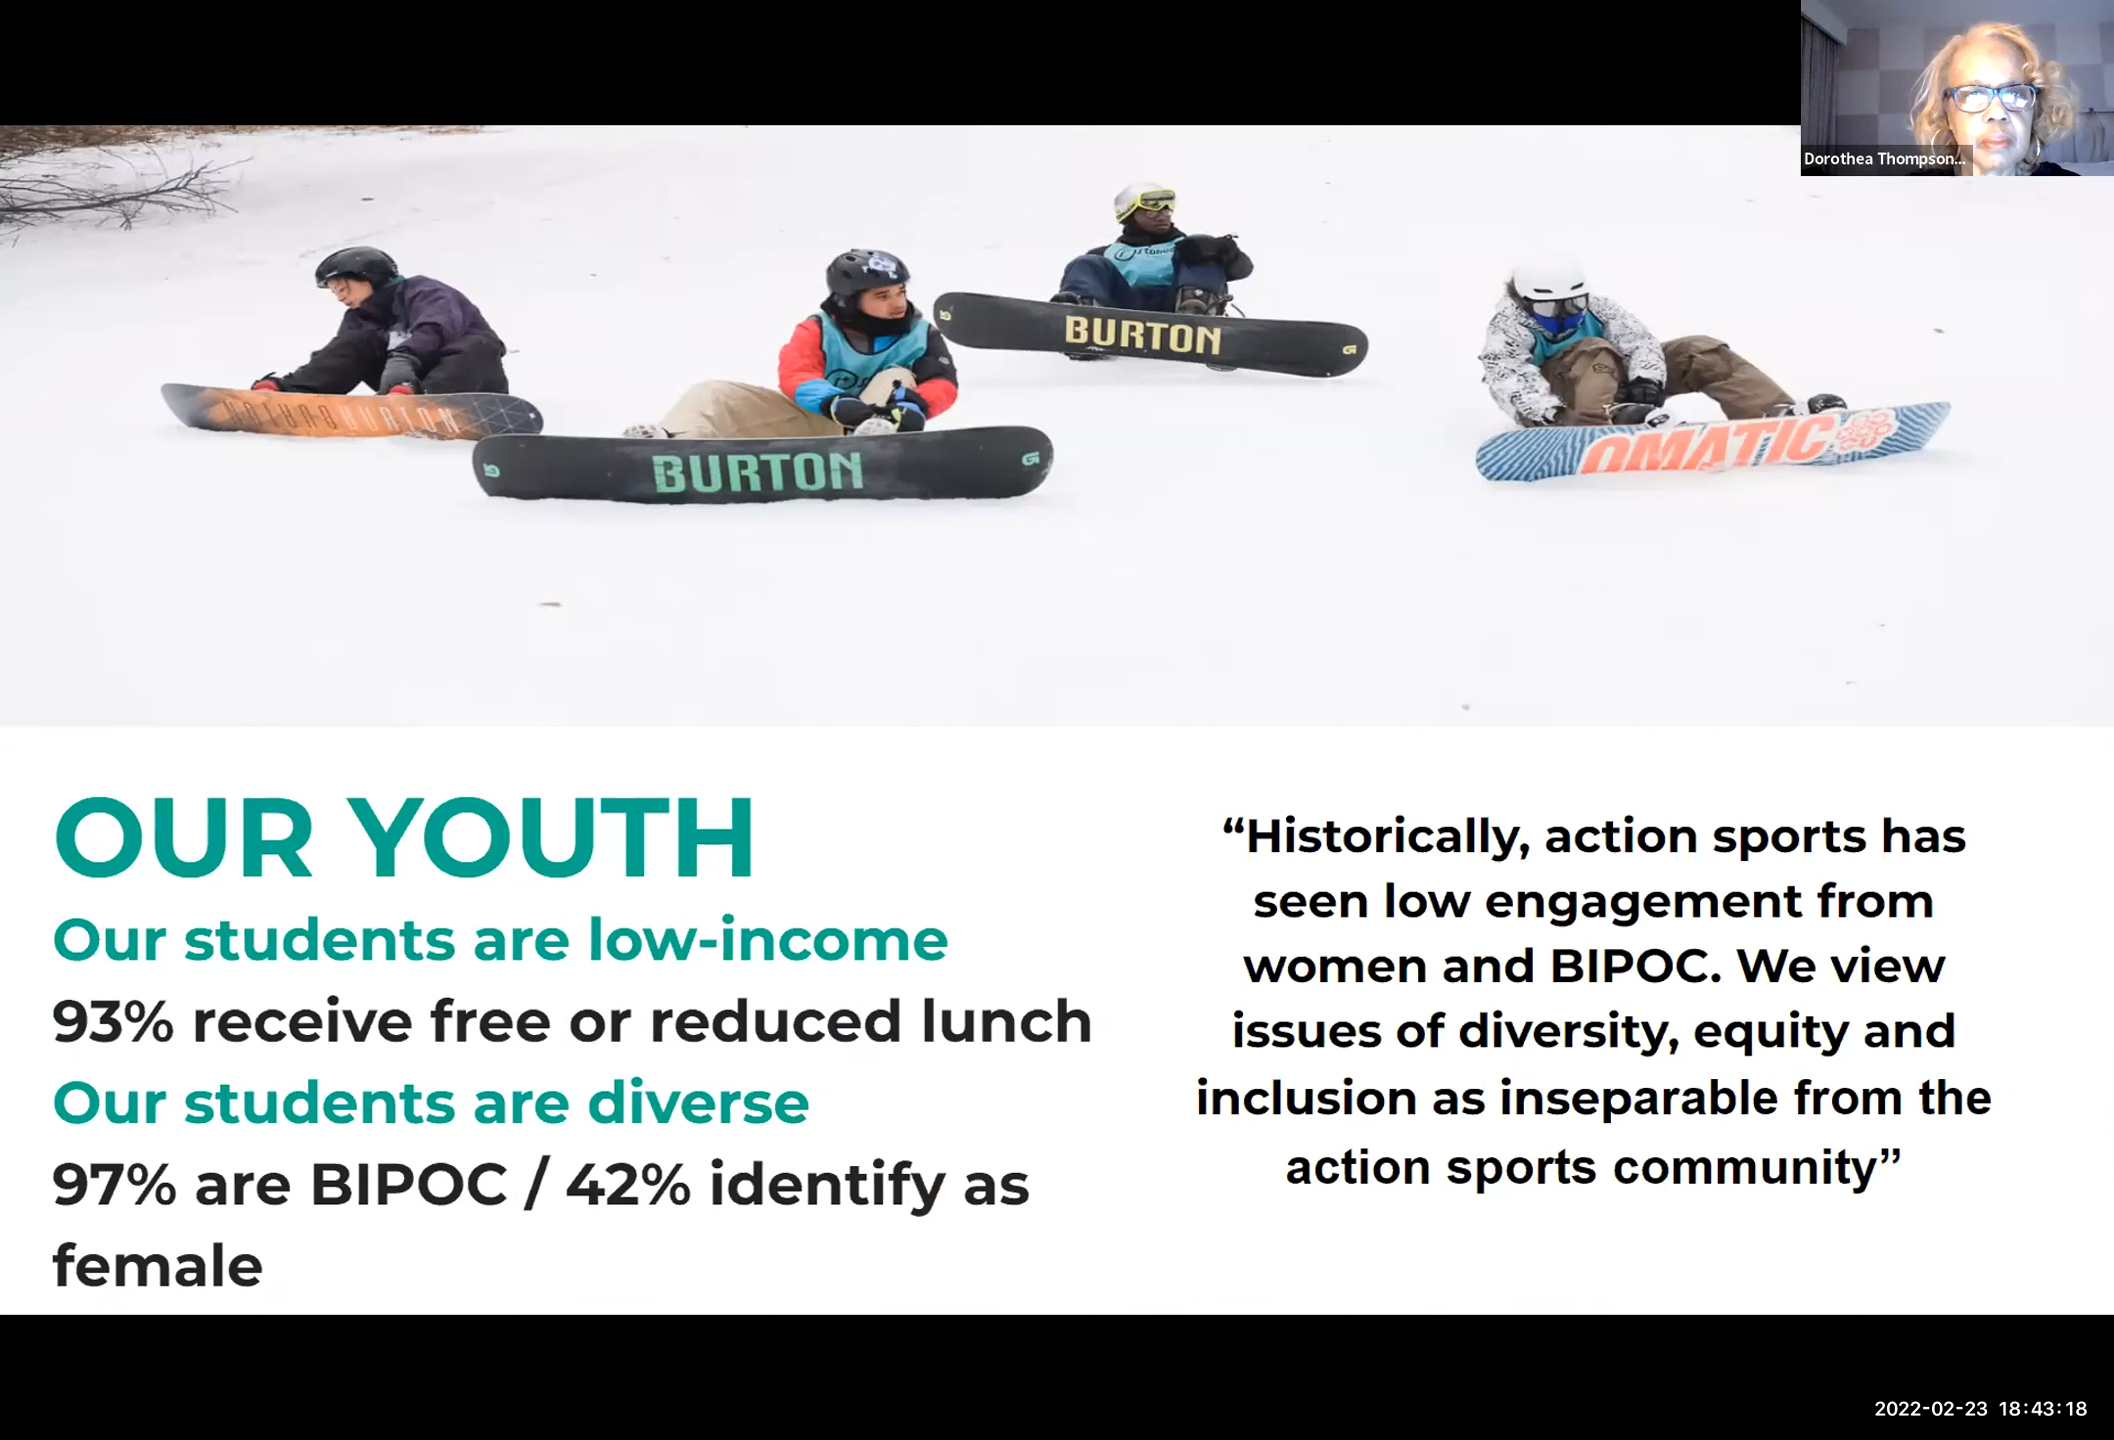 Dorothea Thompson...
BURTON
BURTON
BURTON
OMATIC
OUR YOUTH
Our students are low-income
93% receive free or reduced lunch
Our students are diverse
97% are BIPOC / 42% identify as
female
“Historically, action sports has
seen low engagement from
women and BIPOC. We view
issues of diversity, equity and
inclusion as inseparable from the
action sports community”
2022-02-23 18:43:18